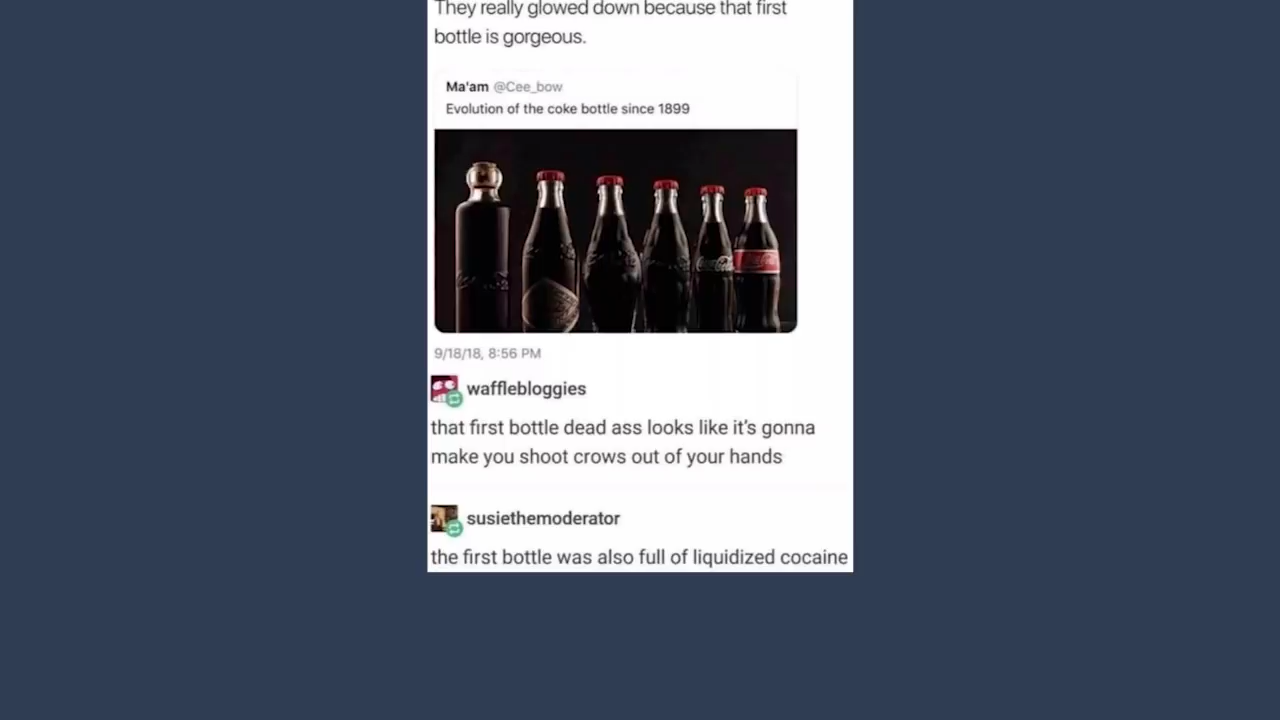 They really glowed down because that first
bottle is gorgeous.
Ma'am @Cee_bow
Evolution of the coke bottle since 1899
9/18/18, 8:56 PM
wafflebloggies
that first bottle dead ass looks like it's gonna
make you shoot crows out of your hands
susiethemoderator
the first bottle was also full of liquidized cocaine